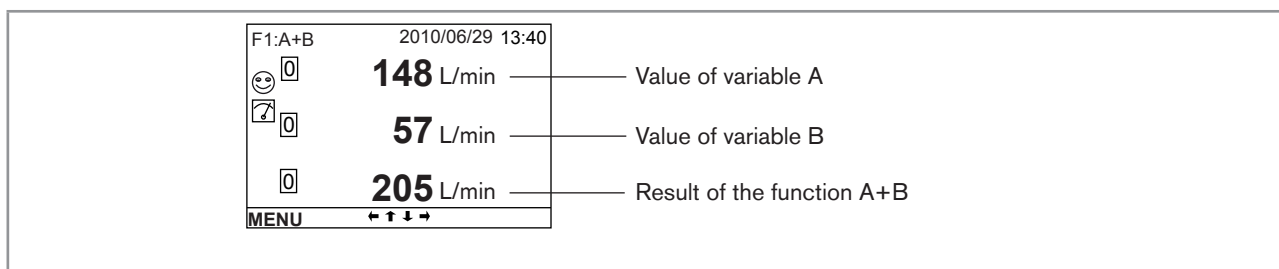 F1:A+B 2010/06/29 13:40
0 148 L/min Value of variable A
0 57 L/min Value of variable B
0 205 L/min Result of the function A+B
MENU ← ↑ ↓ →